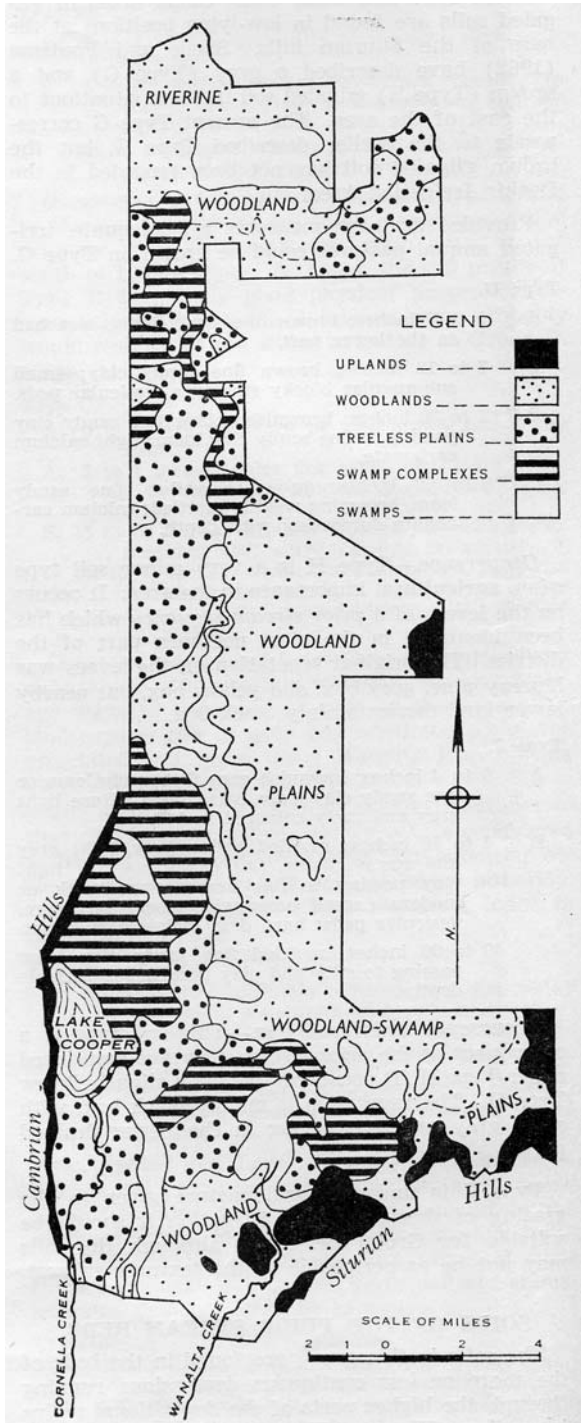 RIVERINE
WOODLAND
LEGEND
UPLANDS
WOODLANDS
TREELESS PLAINS
SWAMP COMPLEXES
SWAMPS
WOODLAND
PLAINS
N.
Hills
LAKE
COOPER
WOODLAND-SWAMP
PLAINS
Cambrian
Hills
WOODLAND
Silurian
SCALE OF MILES
2 0 2 4
CORNELLA CREEK
WANALTA CREEK